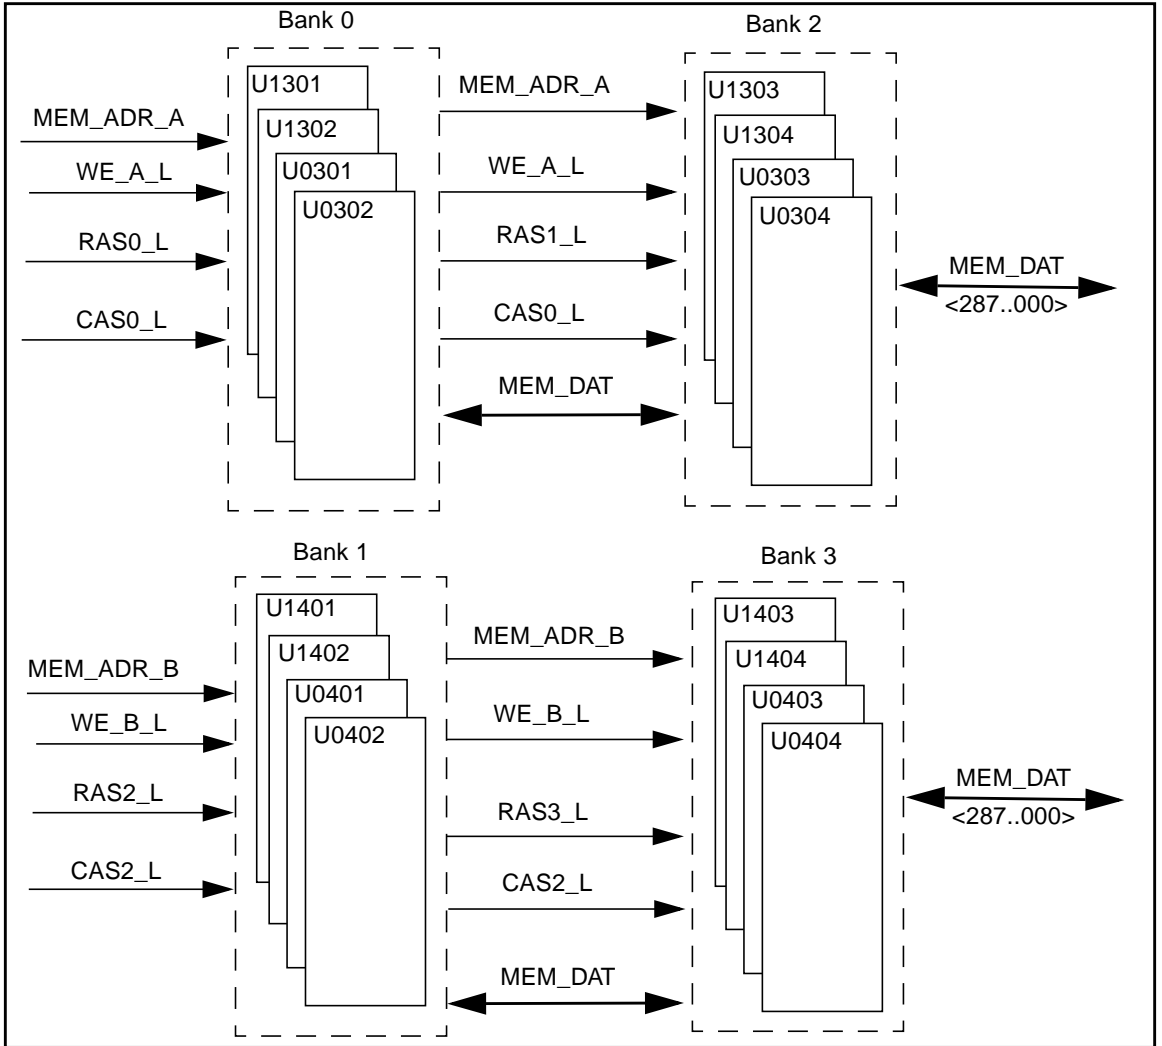 Bank 0
Bank 2
U1301
U1302
U0301
U0302
MEM_ADR_A
WE_A_L
RAS0_L
CAS0_L
MEM_ADR_A
WE_A_L
RAS1_L
CAS0_L
MEM_DAT
U1303
U1304
U0303
U0304
MEM_DAT
<287..000>
Bank 1
Bank 3
U1401
U1402
U0401
U0402
MEM_ADR_B
WE_B_L
RAS2_L
CAS2_L
MEM_ADR_B
WE_B_L
RAS3_L
CAS2_L
MEM_DAT
U1403
U1404
U0403
U0404
MEM_DAT
<287..000>